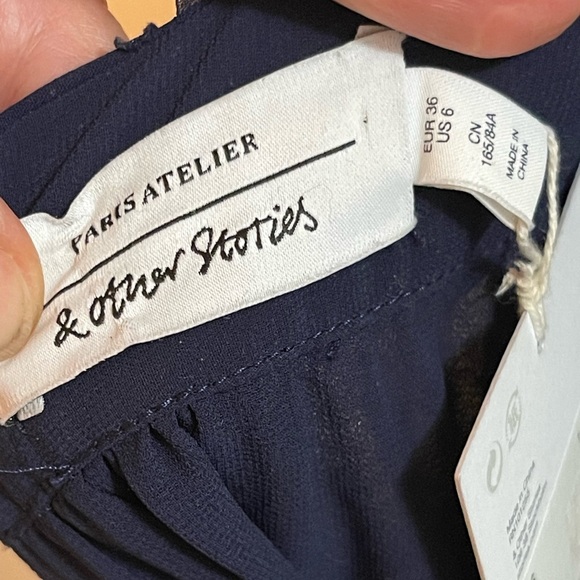 PARIS ATELIER
& other Stories
EUR 36
US 6
CN
165/84A
MADE IN
CHINA